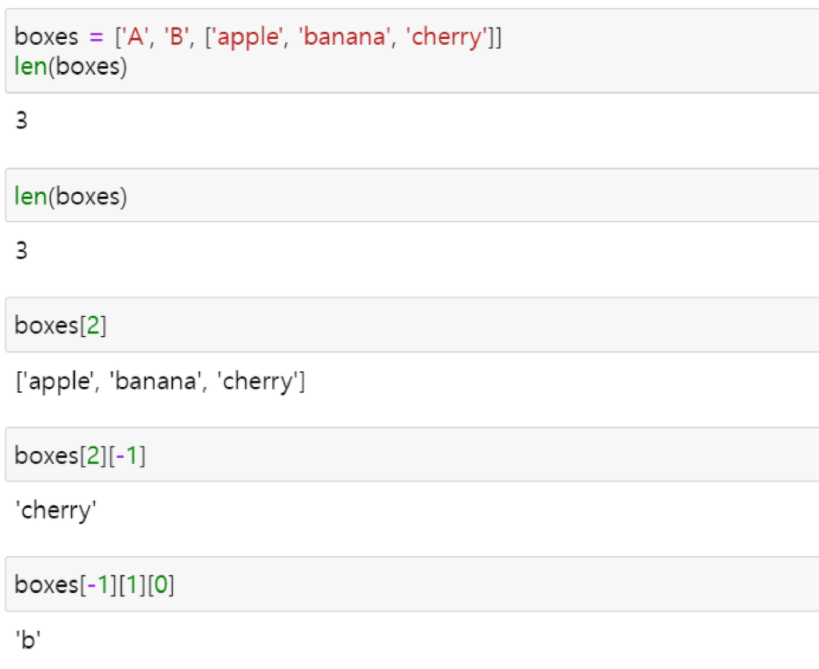 boxes = ['A', 'B', ['apple', 'banana', 'cherry']]
len(boxes)
3
len(boxes)
3
boxes[2]
['apple', 'banana', 'cherry']
boxes[2][-1]
'cherry'
boxes[-1][1][0]
'b'